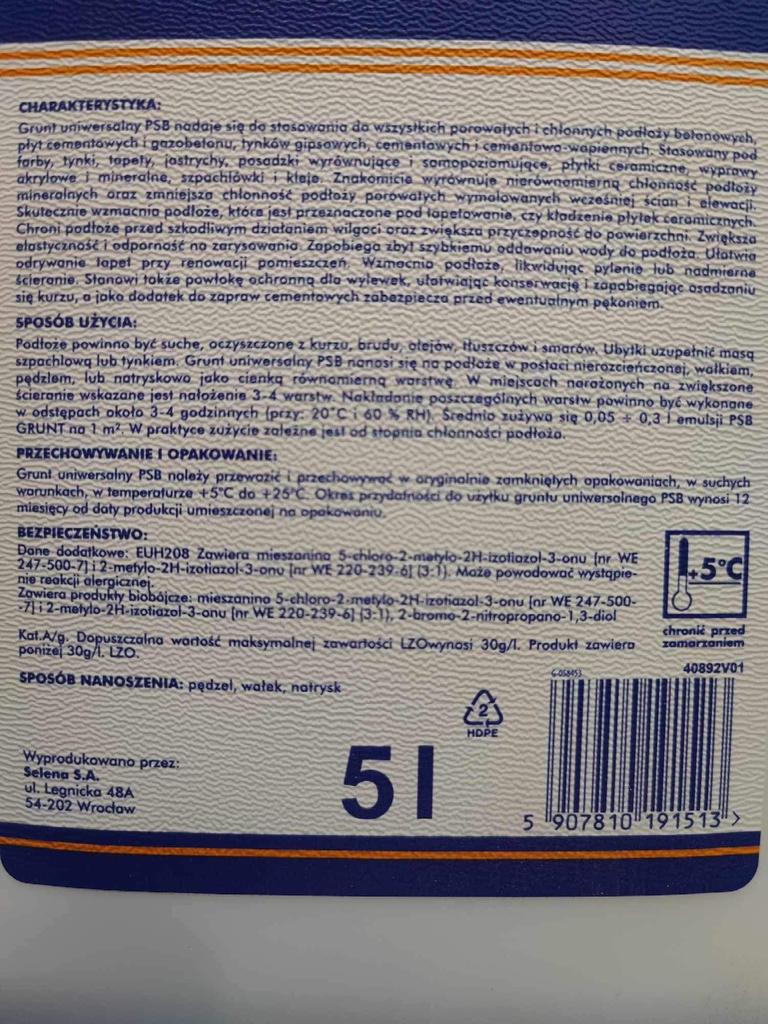 CHARAKTERYSTYKA:
Grunt uniwersalny PSB nadaje się do stosowania do wszystkich porowatych i chłonnych podłoży betonowych,
płyt cementowych i gazobetonu, tynków gipsowych, cementowych i cementowo-wapiennych. Stosowany pod
farby, tynki, tapety, jastrychy, posadzki wyrównujące i samopoziomujące, płytki ceramiczne, wyprawy
akrylowe i mineralne, szpachlówki i kleje. Znakomicie wyrównuje nierównomierną chłonność podłoży
mineralnych oraz zmniejsza chłonność podłoży porowatych wymalowanych wcześniej ścian i elewacji.
Skutecznie wzmacnia podłoże, które jest przeznaczone pod tapetowanie, czy kładzenie płytek ceramicznych.
Chroni podłoże przed szkodliwym działaniem wilgoci oraz zwiększa przyczepność do powierzchni. Zwiększa
elastyczność i odporność na zarysowania. Zapobiega zbyt szybkiemu oddawaniu wody do podłoża. Ułatwia
odrywanie tapet przy renowacji pomieszczeń. Wzmacnia podłoże, likwidując pylenie lub nadmierne
ścieranie. Stanowi także powłokę ochronną dla wylewek, ułatwiając konserwację i zapobiegając osadzaniu
się kurzu, a jako dodatek do zapraw cementowych zabezpiecza przed ewentualnym pękaniem.
SPOSÓB UŻYCIA:
Podłoże powinno być suche, oczyszczone z kurzu, brudu, olejów, tłuszczów i smarów. Ubytki uzupełnić masą
szpachlową lub tynkiem. Grunt uniwersalny PSB nanosi się na podłoże w postaci nierozcieńczonej, wałkiem,
pędzlem, lub natryskowo jako cienką równomierną warstwę. W miejscach narażonych na zwiększone
ścieranie wskazane jest nałożenie 3-4 warstw. Nakładanie poszczególnych warstw powinno być wykonane
w odstępach około 3-4 godzinnych (przy: 20°C i 60 % RH). Średnio zużywa się 0,05 ÷ 0,3 l emulsji PSB
GRUNT na 1 m². W praktyce zużycie zależne jest od stopnia chłonności podłoża.
PRZECHOWYWANIE I OPAKOWANIE:
Grunt uniwersalny PSB należy przewozić i przechowywać w oryginalnie zamkniętych opakowaniach, w suchych
warunkach, w temperaturze +5°C do +25°C. Okres przydatności do użytku gruntu uniwersalnego PSB wynosi 12
miesięcy od daty produkcji umieszczonej na opakowaniu.
BEZPIECZEŃSTWO:
Dane dodatkowe: EUH208 Zawiera mieszaninę 5-chloro-2-metylo-2H-izotiazol-3-onu [nr WE
247-500-7] i 2-metylo-2H-izotiazol-3-onu [nr WE 220-239-6] (3:1). Może powodować wystąpie-
nie reakcji alergicznej.
Zawiera produkty biobójcze: mieszanina 5-chloro-2-metylo-2H-izotiazol-3-onu [nr WE 247-500-
-7] i 2-metylo-2H-izotiazol-3-onu [nr WE 220-239-6] (3:1), 2-bromo-2-nitropropano-1,3-diol
+5°C
chronić przed
zamarzaniem
Kat.A/g. Dopuszczalna wartość maksymalnej zawartości LZOwynosi 30g/l. Produkt zawiera
poniżej 30g/l. LZO.
40892V01
SPOSÓB NANOSZENIA: pędzel, wałek, natrysk
G-058453
2
HDPE
Wyprodukowano przez:
Selena S.A.
ul. Legnicka 48A
54-202 Wrocław
5 l
5 907810 191513 >